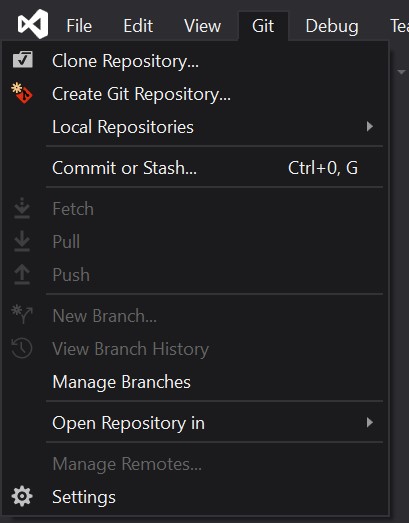 File Edit View Git Debug
Clone Repository...
Create Git Repository...
Local Repositories
Commit or Stash... Ctrl+0, G
Fetch
Pull
Push
New Branch...
View Branch History
Manage Branches
Open Repository in
Manage Remotes...
Settings